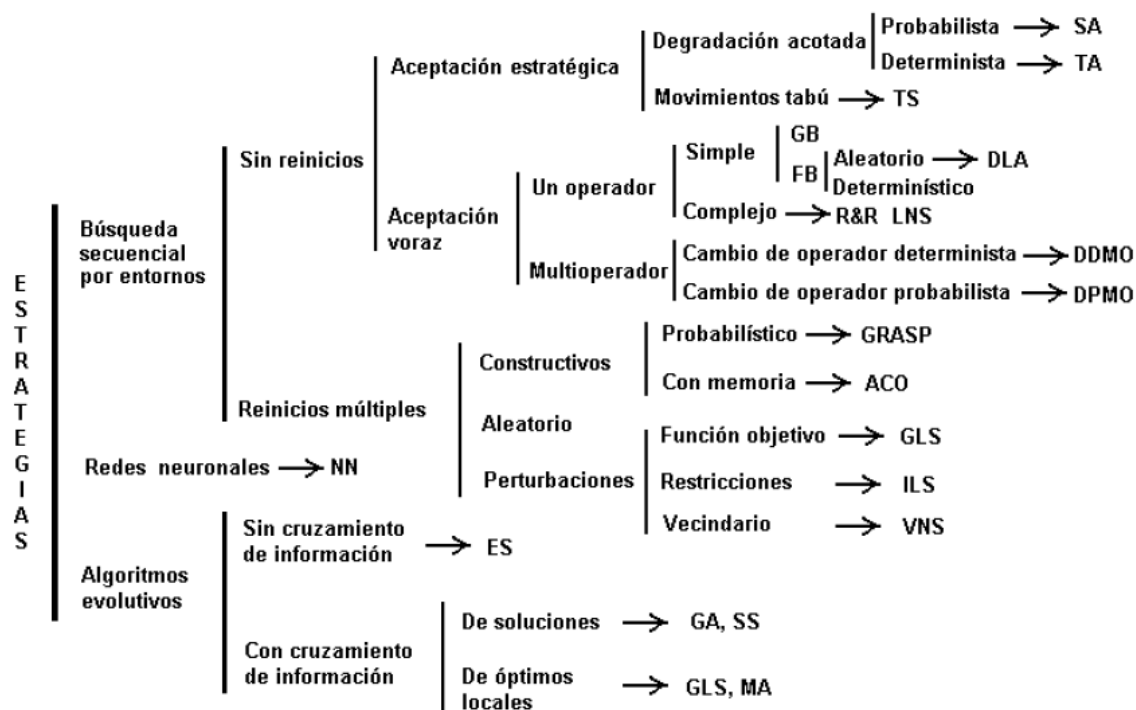 ESTRATEGIAS
Búsqueda
secuencial
por entornos
Sin reinicios
Aceptación estratégica
Degradación acotada
Probabilista → SA
Determinista → TA
Movimientos tabú → TS
Aceptación
voraz
Un operador
Simple
GB
FB
Aleatorio → DLA
Determinístico
Complejo → R&R LNS
Multioperador
Cambio de operador determinista → DDMO
Cambio de operador probabilista → DPMO
Reinicios múltiples
Constructivos
Probabilístico → GRASP
Con memoria → ACO
Aleatorio
Perturbaciones
Función objetivo → GLS
Restricciones → ILS
Vecindario → VNS
Redes neuronales → NN
Algoritmos
evolutivos
Sin cruzamiento
de información → ES
Con cruzamiento
de información
De soluciones → GA, SS
De óptimos
locales → GLS, MA